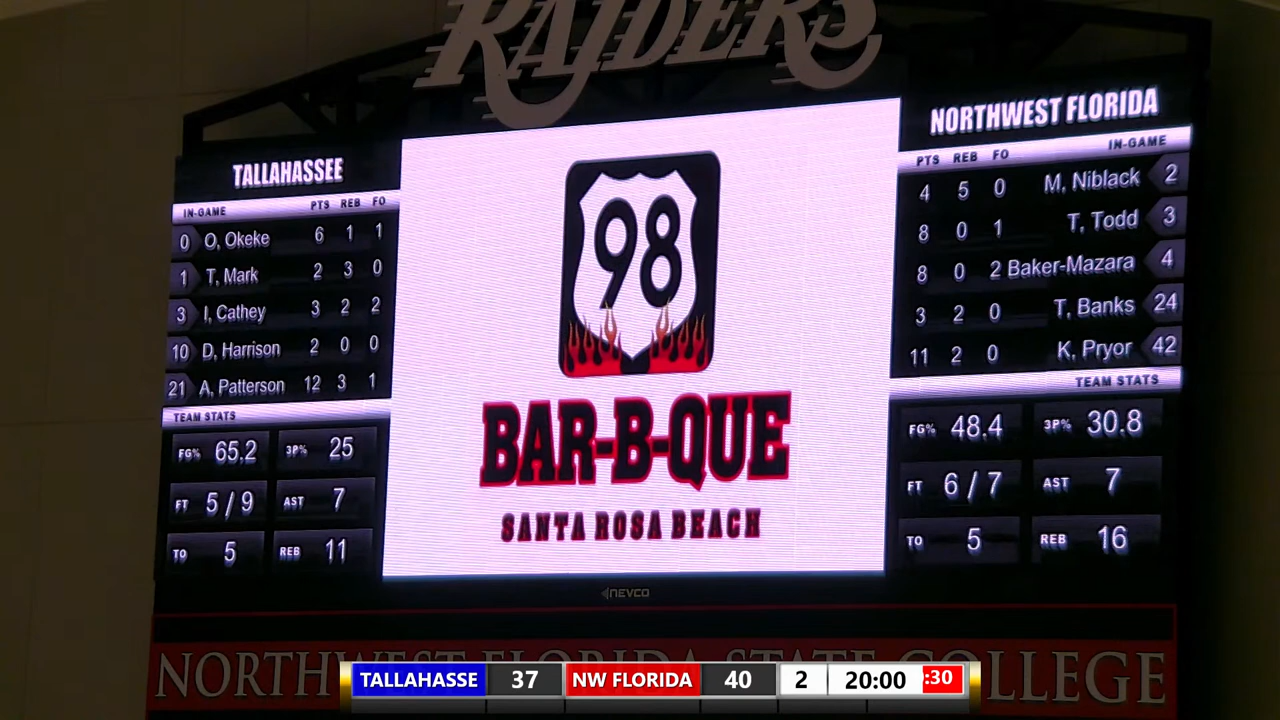 RAIDERS
TALLAHASSEE
IN-GAME PTS REB FO
0 O, Okeke 6 1 1
1 T, Mark 2 3 0
3 I, Cathey 3 2 2
10 D, Harrison 2 0 0
21 A, Patterson 12 3 1
TEAM STATS
FG% 65.2 3P% 25
FT 5 / 9 AST 7
TO 5 REB 11
98
BAR-B-QUE
SANTA ROSA BEACH
NEVCO
NORTHWEST FLORIDA
PTS REB FO IN-GAME
4 5 0 M, Niblack 2
8 0 1 T, Todd 3
8 0 2 Baker-Mazara 4
3 2 0 T, Banks 24
11 2 0 K, Pryor 42
TEAM STATS
FG% 48.4 3P% 30.8
FT 6 / 7 AST 7
TO 5 REB 16
NORTHWEST FLORIDA STATE COLLEGE
TALLAHASSE 37 NW FLORIDA 40 2 20:00 :30